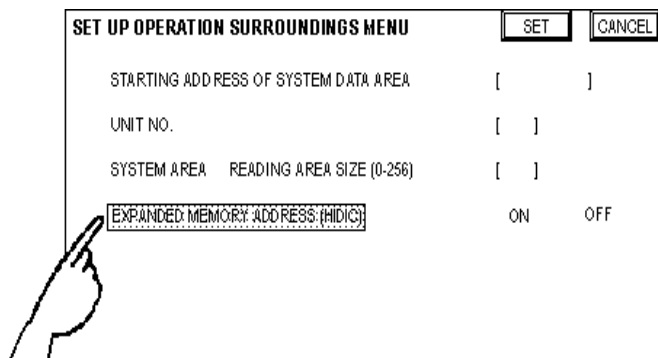 SET UP OPERATION SURROUNDINGS MENU SET CANCEL
STARTING ADDRESS OF SYSTEM DATA AREA [ ]
UNIT NO. [ ]
SYSTEM AREA READING AREA SIZE (0-256) [ ]
EXPANDED MEMORY ADDRESS (HIDIC) ON OFF